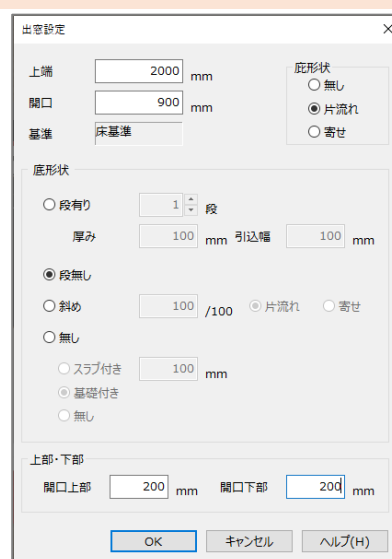 出窓設定
上端 2000 mm
開口 900 mm
基準 床基準
庇形状
無し
片流れ
寄せ
底形状
段有り 1 段
厚み 100 mm 引込幅 100 mm
段無し
斜め 100 /100 片流れ 寄せ
無し
スラブ付き 100 mm
基礎付き
無し
上部・下部
開口上部 200 mm 開口下部 200 mm
OK キャンセル ヘルプ(H)